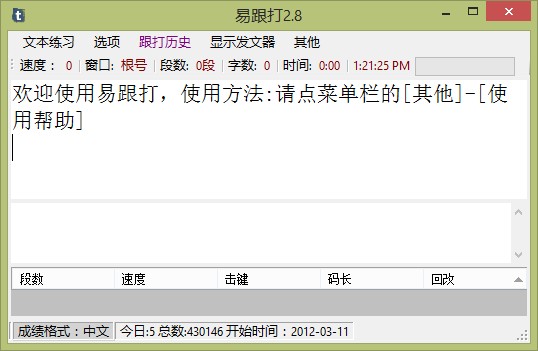 易跟打2.8
文本练习 选项 跟打历史 显示发文器 其他
速度： 0 窗口: 根号 段数: 0段 字数: 0 时间: 0:00 1:21:25 PM
欢迎使用易跟打，使用方法:请点菜单栏的[其他]-[使
用帮助]
段数 速度 击键 码长 回改
成绩格式：中文 今日:5 总数:430146 开始时间：2012-03-11